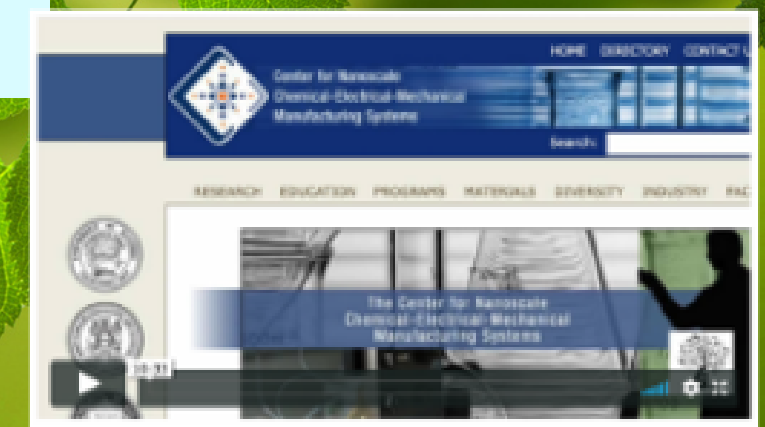 HOME DIRECTORY CONTACT U
Center for Nanoscale
Chemical-Electrical-Mechanical
Manufacturing Systems
Search:
RESEARCH EDUCATION PROGRAMS MATERIALS DIVERSITY INDUSTRY FAC
The Center for Nanoscale
Chemical-Electrical-Mechanical
Manufacturing Systems